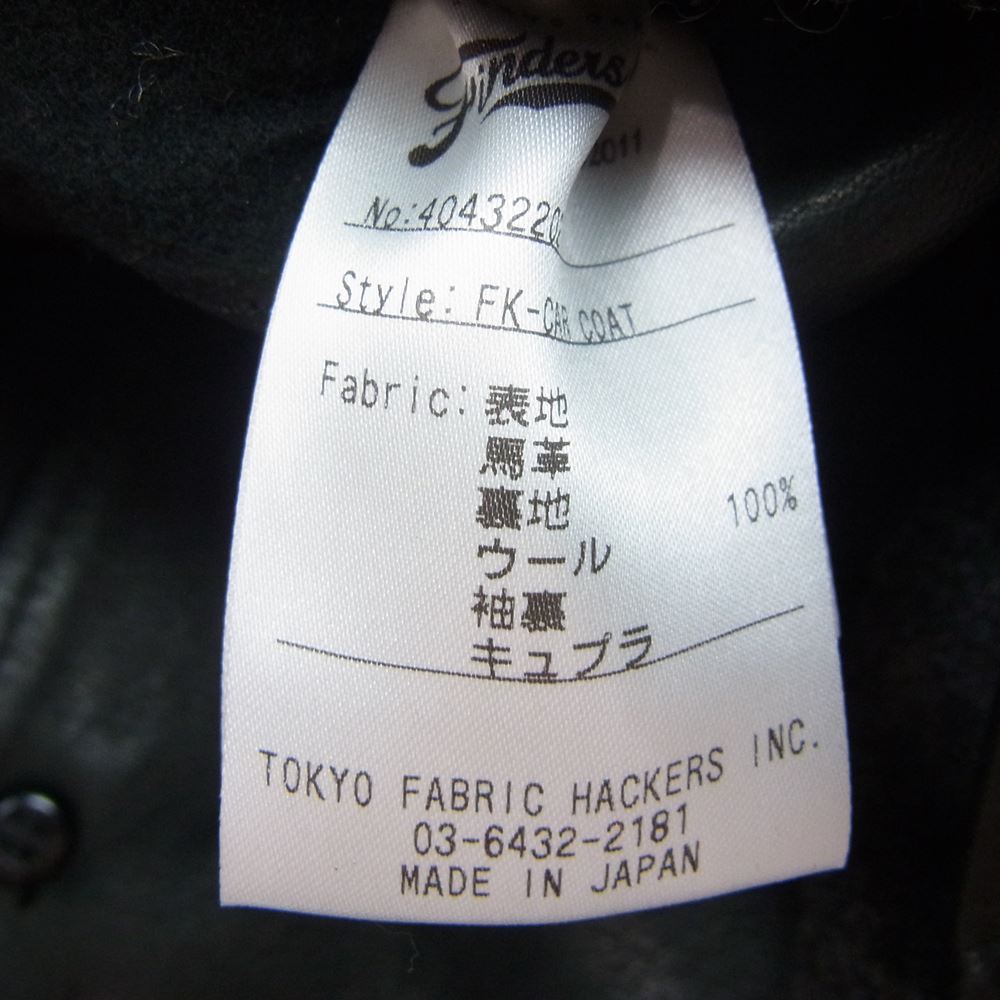 Finders
2011
No:4043220
Style: FK-CAR COAT
Fabric: 表地
馬革
裏地 100%
ウール
袖裏
キュプラ
TOKYO FABRIC HACKERS INC.
03-6432-2181
MADE IN JAPAN